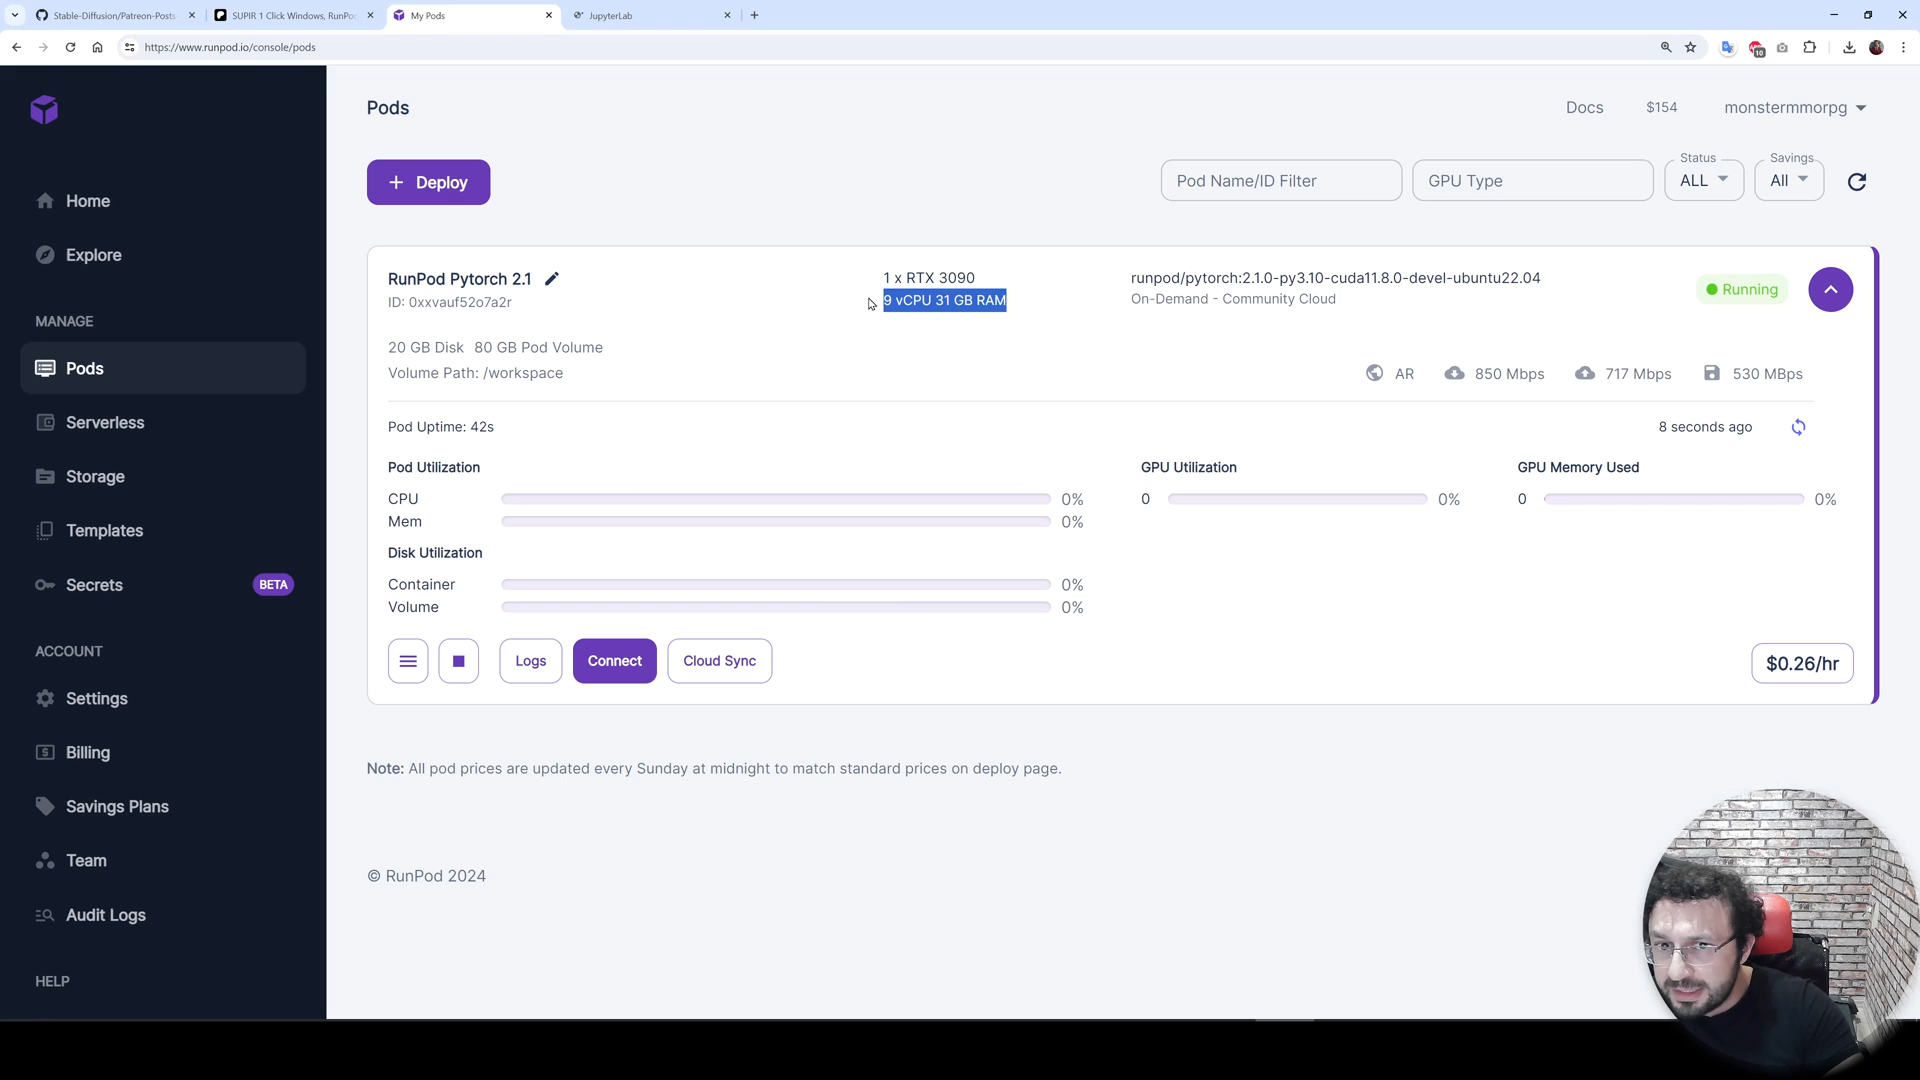 Stable-Diffusion/Patreon-Posts
SUPIR 1 Click Windows, RunPo
My Pods
JupyterLab
https://www.runpod.io/console/pods
10
Pods
Docs
$154
monstermmorpg
Home
Explore
MANAGE
Pods
Serverless
Storage
Templates
Secrets
BETA
ACCOUNT
Settings
Billing
Savings Plans
Team
Audit Logs
HELP
+ Deploy
Pod Name/ID Filter
GPU Type
Status
ALL
Savings
All
RunPod Pytorch 2.1
ID: 0xxvauf52o7a2r
1 x RTX 3090
9 vCPU 31 GB RAM
runpod/pytorch:2.1.0-py3.10-cuda11.8.0-devel-ubuntu22.04
On-Demand - Community Cloud
Running
20 GB Disk 80 GB Pod Volume
Volume Path: /workspace
AR
850 Mbps
717 Mbps
530 MBps
Pod Uptime: 42s
8 seconds ago
Pod Utilization
CPU 0%
Mem 0%
GPU Utilization
0 0%
GPU Memory Used
0 0%
Disk Utilization
Container 0%
Volume 0%
Logs
Connect
Cloud Sync
$0.26/hr
Note: All pod prices are updated every Sunday at midnight to match standard prices on deploy page.
© RunPod 2024